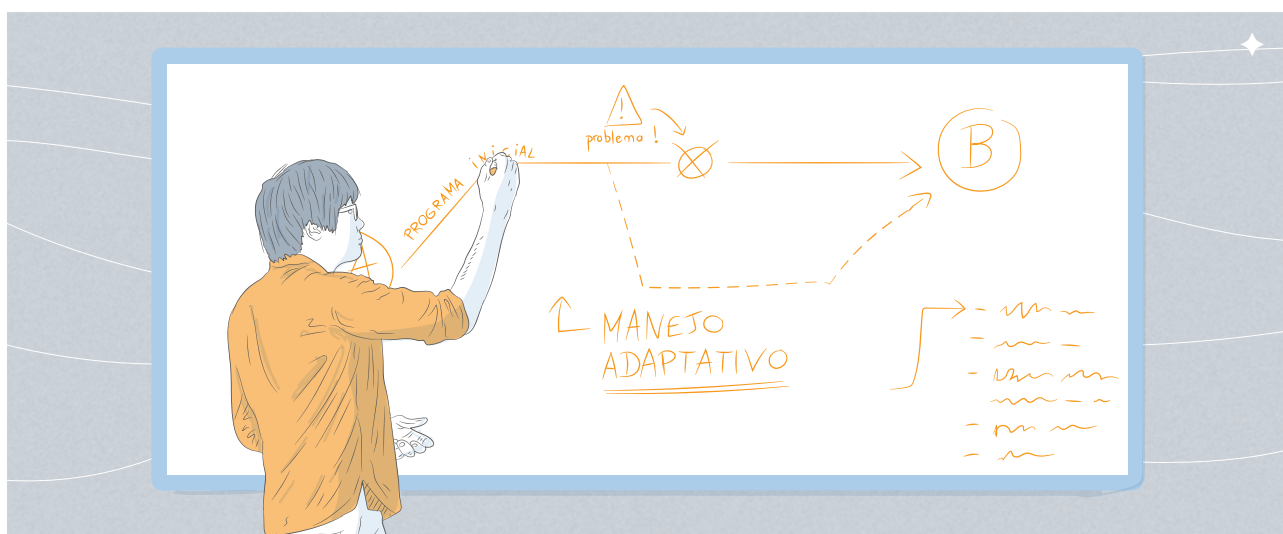 !
problema !
PROGRAMA INICIAL
B
MANEJO
ADAPTATIVO